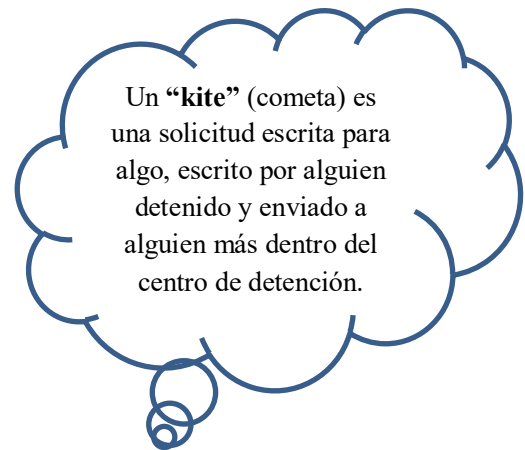 Un “kite” (cometa) es
una solicitud escrita para
algo, escrito por alguien
detenido y enviado a
alguien más dentro del
centro de detención.